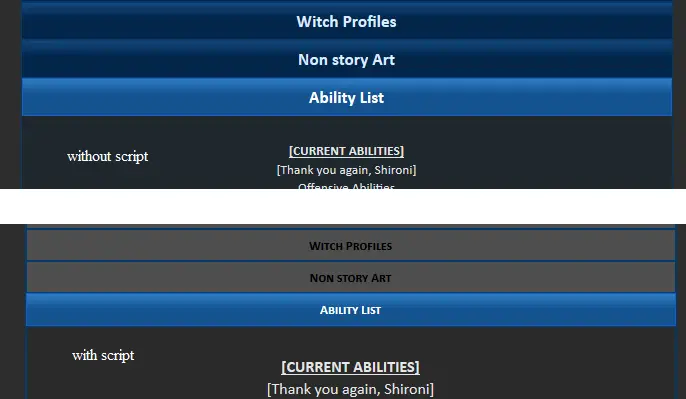 Witch Profiles
Non story Art
Ability List
without script
[CURRENT ABILITIES]
[Thank you again, Shironi]
Offensive Abilities
Witch Profiles
Non story Art
Ability List
with script
[CURRENT ABILITIES]
[Thank you again, Shironi]